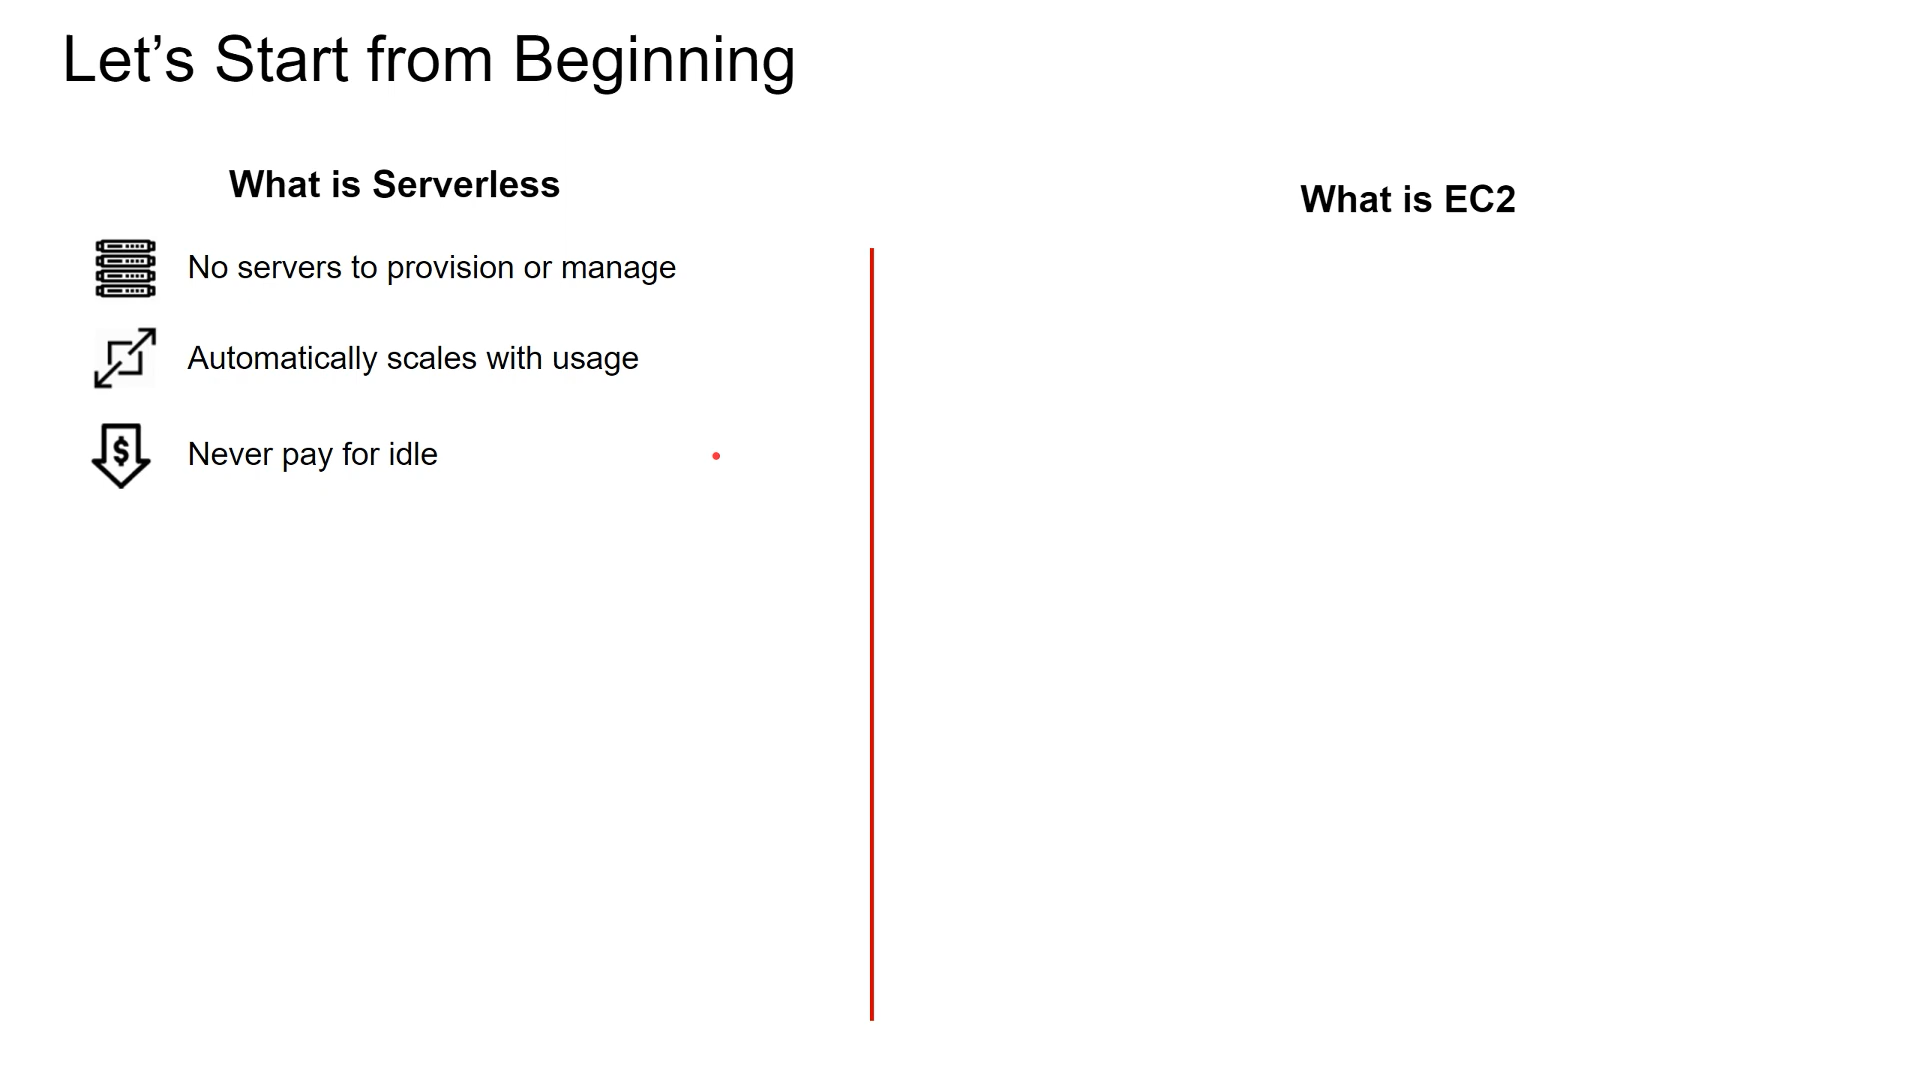 Let’s Start from Beginning
What is Serverless
No servers to provision or manage
Automatically scales with usage
$
Never pay for idle
What is EC2